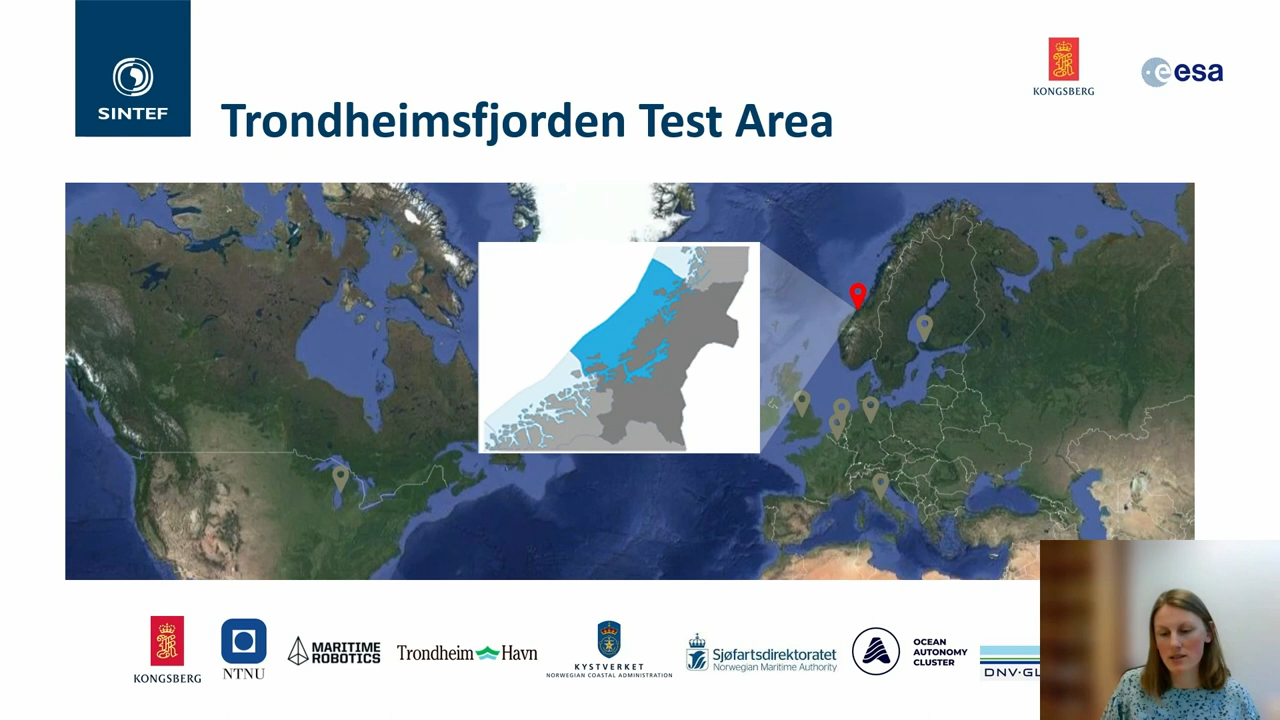 SINTEF
Trondheimsfjorden Test Area
KONGSBERG
esa
KONGSBERG
NTNU
MARITIME
ROBOTICS
Trondheim Havn
KYSTVERKET
NORWEGIAN COASTAL ADMINISTRATION
Sjøfartsdirektoratet
Norwegian Maritime Authority
OCEAN
AUTONOMY
CLUSTER
DNV·GL